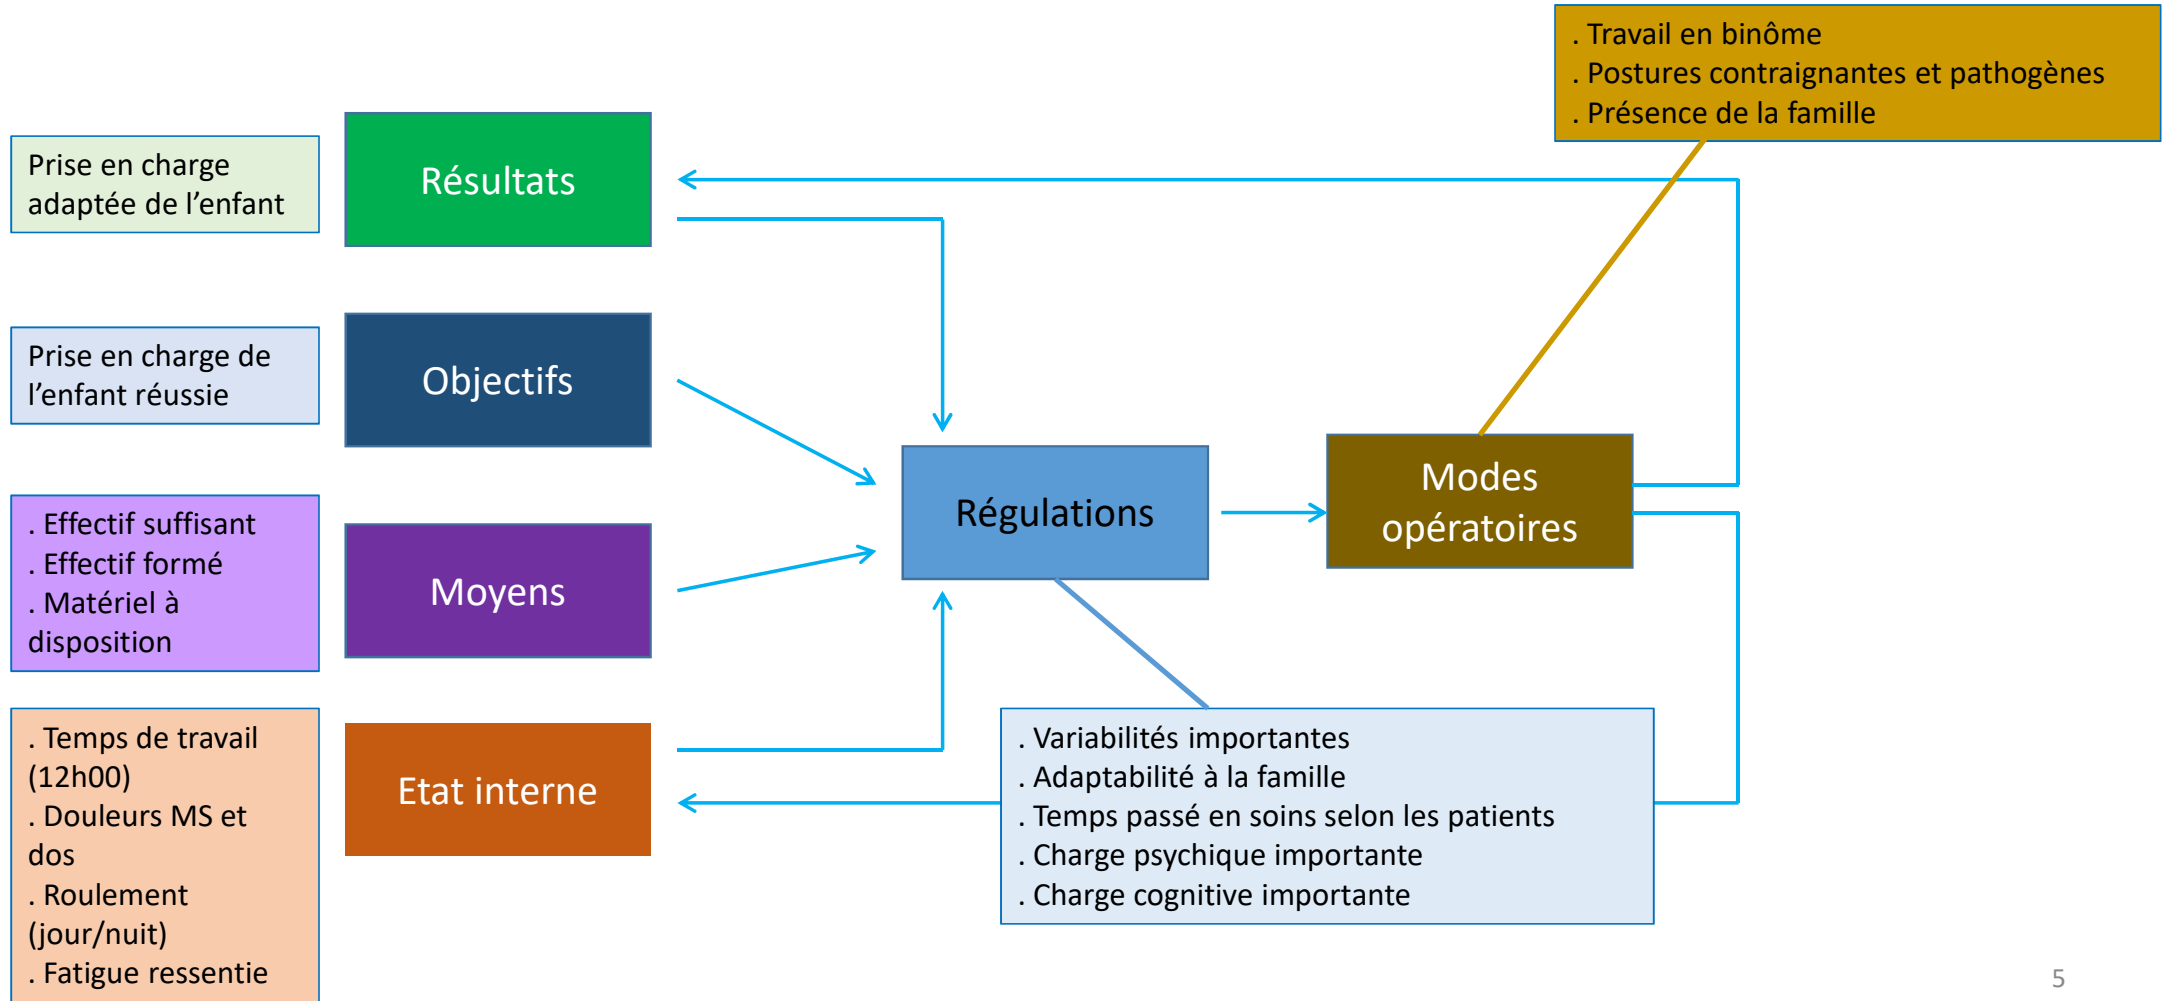 . Travail en binôme
. Postures contraignantes et pathogènes
. Présence de la famille
Prise en charge
adaptée de l’enfant
Résultats
Prise en charge de
l’enfant réussie
Objectifs
. Effectif suffisant
. Effectif formé
. Matériel à
disposition
Moyens
Régulations
Modes
opératoires
. Temps de travail
(12h00)
. Douleurs MS et
dos
. Roulement
(jour/nuit)
. Fatigue ressentie
Etat interne
. Variabilités importantes
. Adaptabilité à la famille
. Temps passé en soins selon les patients
. Charge psychique importante
. Charge cognitive importante
5